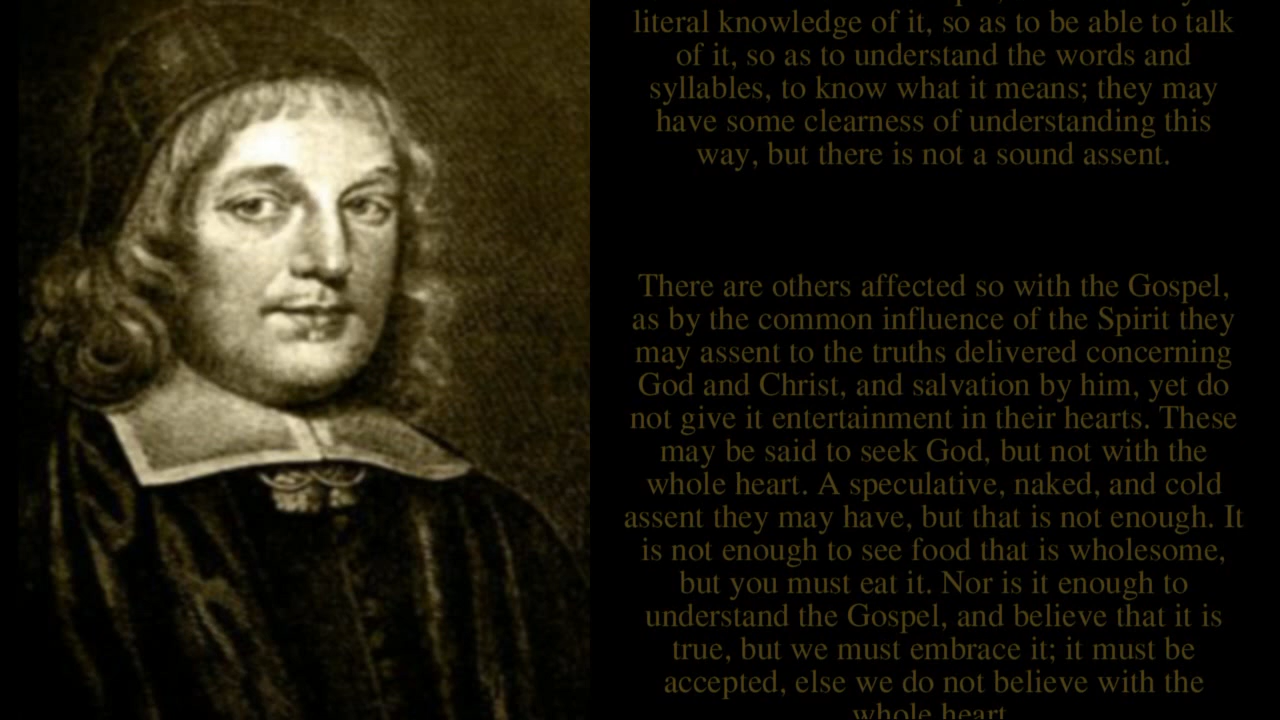 literal knowledge of it, so as to be able to talk
of it, so as to understand the words and
syllables, to know what it means; they may
have some clearness of understanding this
way, but there is not a sound assent.
There are others affected so with the Gospel,
as by the common influence of the Spirit they
may assent to the truths delivered concerning
God and Christ, and salvation by him, yet do
not give it entertainment in their hearts. These
may be said to seek God, but not with the
whole heart. A speculative, naked, and cold
assent they may have, but that is not enough. It
is not enough to see food that is wholesome,
but you must eat it. Nor is it enough to
understand the Gospel, and believe that it is
true, but we must embrace it; it must be
accepted, else we do not believe with the
whole heart